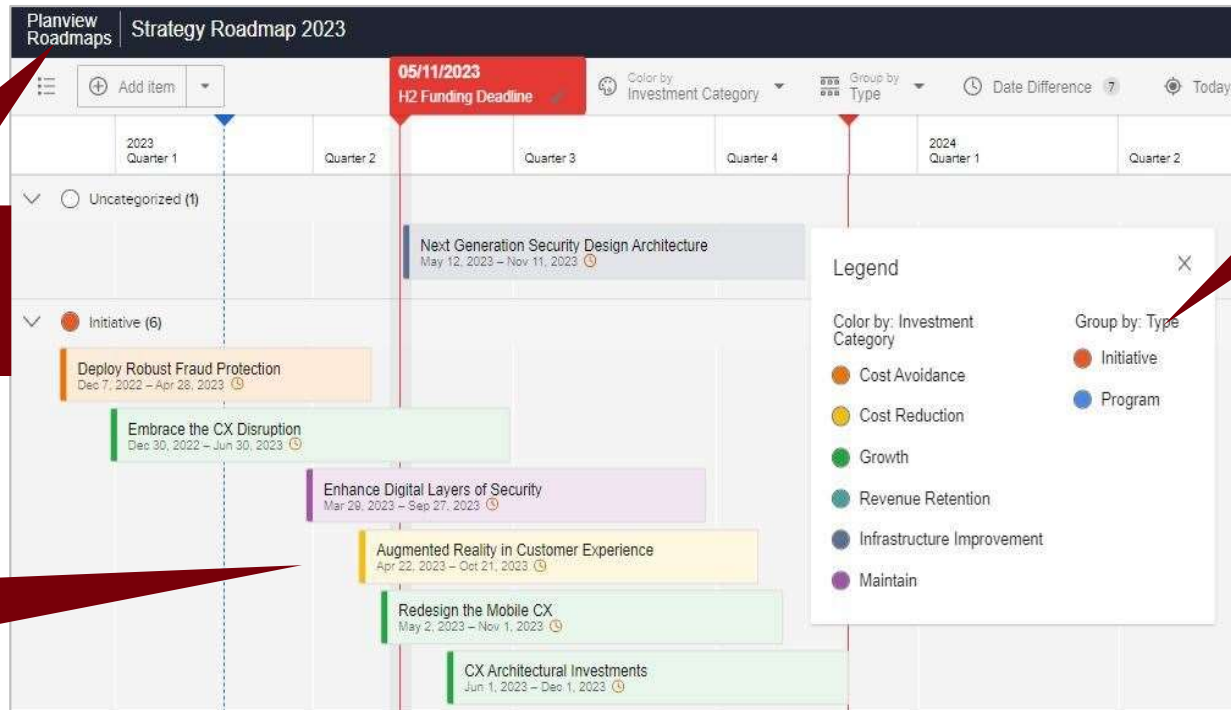 Planview
Roadmaps
Strategy Roadmap 2023
Add item
05/11/2023
H2 Funding Deadline
Color by
Investment Category
Group by
Type
Date Difference 7
Today
2023
Quarter 1
Quarter 2
Quarter 3
Quarter 4
2024
Quarter 1
Quarter 2
Uncategorized (1)
Next Generation Security Design Architecture
May 12, 2023 – Nov 11, 2023
Initiative (6)
Deploy Robust Fraud Protection
Dec 7, 2022 – Apr 28, 2023
Embrace the CX Disruption
Dec 30, 2022 – Jun 30, 2023
Enhance Digital Layers of Security
Mar 29, 2023 – Sep 27, 2023
Augmented Reality in Customer Experience
Apr 22, 2023 – Oct 21, 2023
Redesign the Mobile CX
May 2, 2023 – Nov 1, 2023
CX Architectural Investments
Jun 1, 2023 – Dec 1, 2023
Legend
Color by: Investment
Category
Cost Avoidance
Cost Reduction
Growth
Revenue Retention
Infrastructure Improvement
Maintain
Group by: Type
Initiative
Program